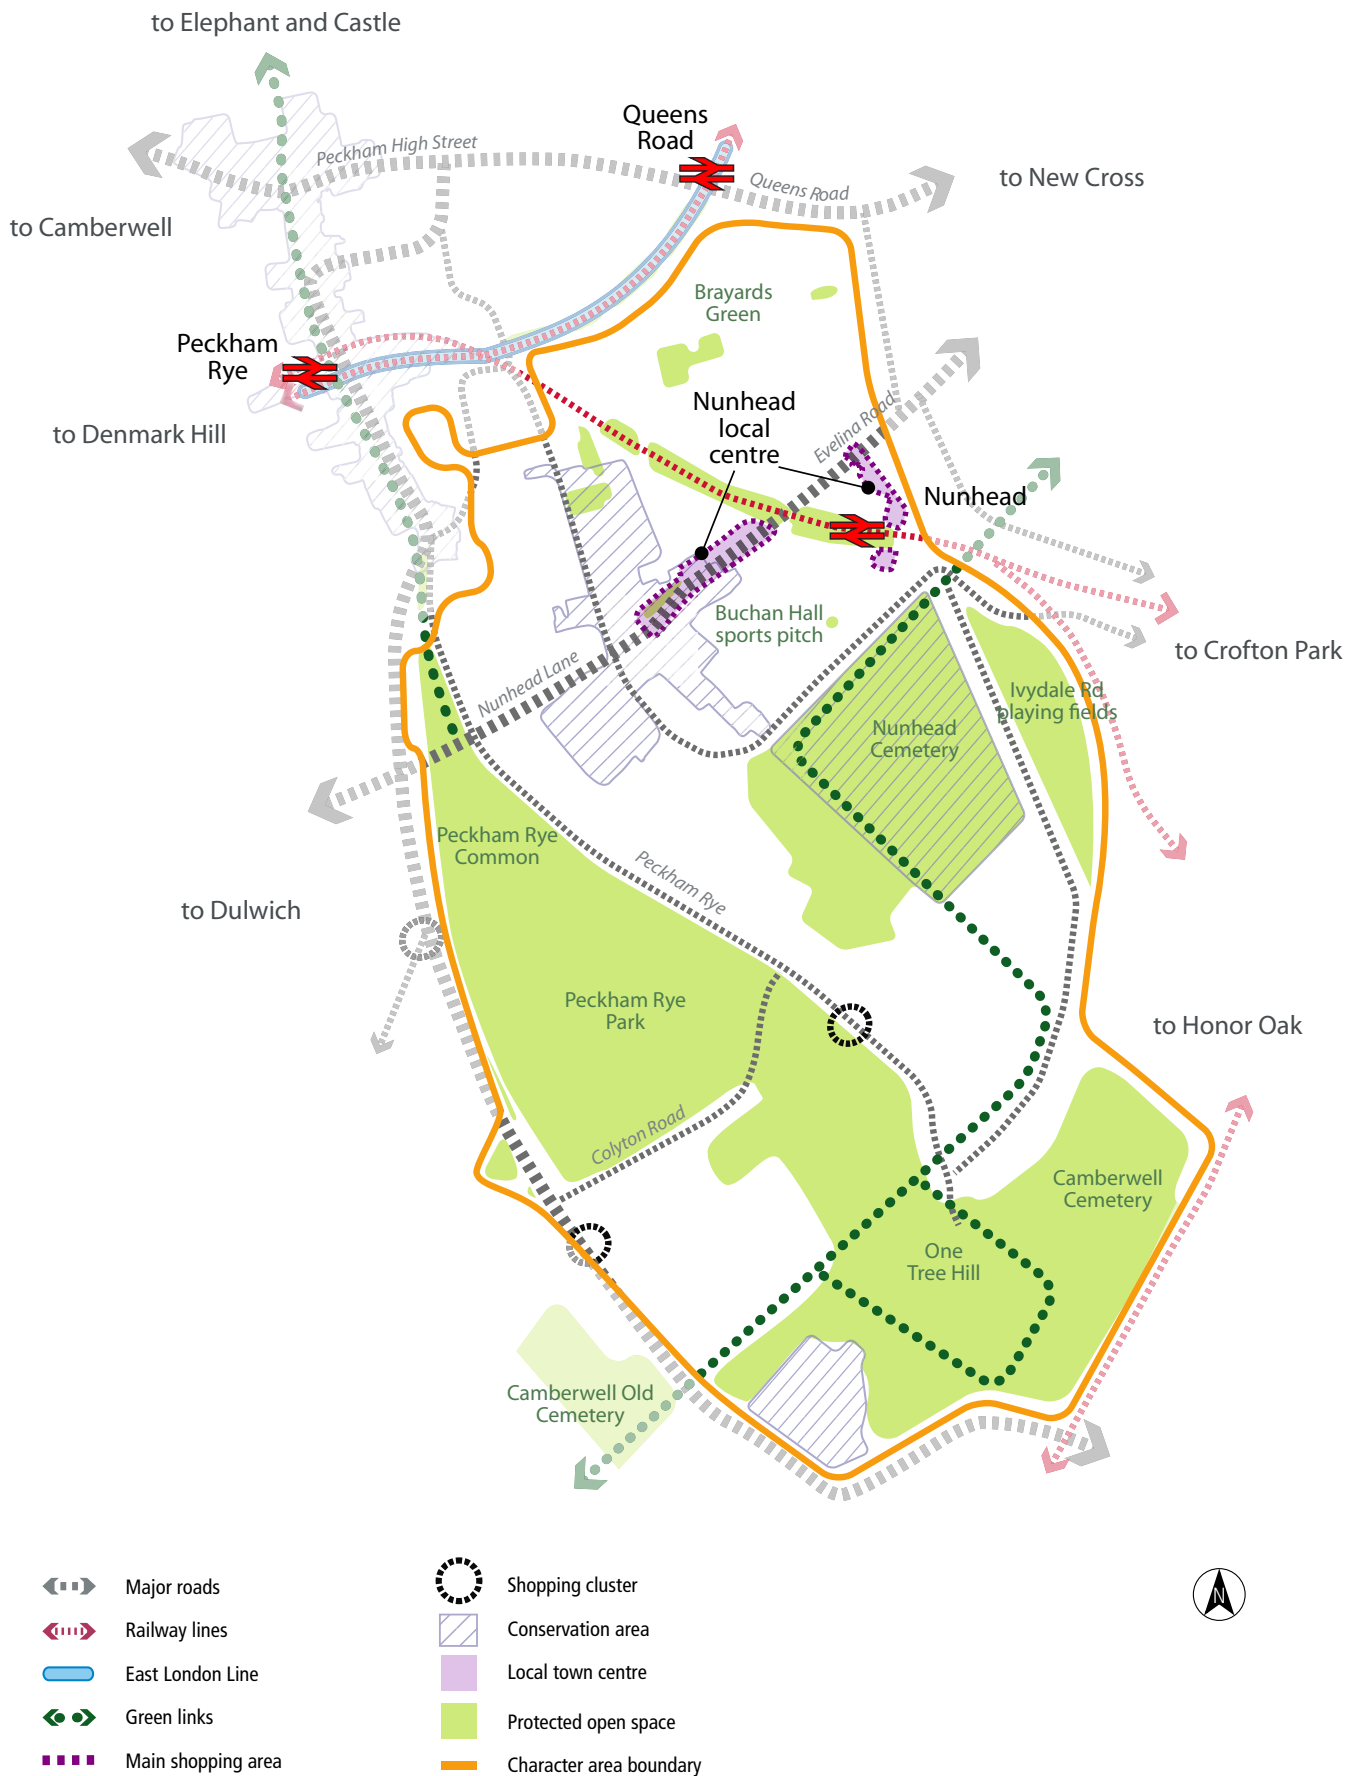 to Elephant and Castle
Queens
Road
Peckham High Street
Queens Road
to New Cross
to Camberwell
Brayards
Green
Peckham
Rye
Nunhead
local
centre
Evelina Road
to Denmark Hill
Nunhead
Buchan Hall
sports pitch
to Crofton Park
Nunhead Lane
Ivydale Rd
playing fields
Nunhead
Cemetery
Peckham Rye
Common
Peckham Rye
to Dulwich
Peckham Rye
Park
to Honor Oak
Colyton Road
Camberwell
Cemetery
One
Tree Hill
Camberwell Old
Cemetery
Major roads
Railway lines
East London Line
Green links
Main shopping area
Shopping cluster
Conservation area
Local town centre
Protected open space
Character area boundary
N